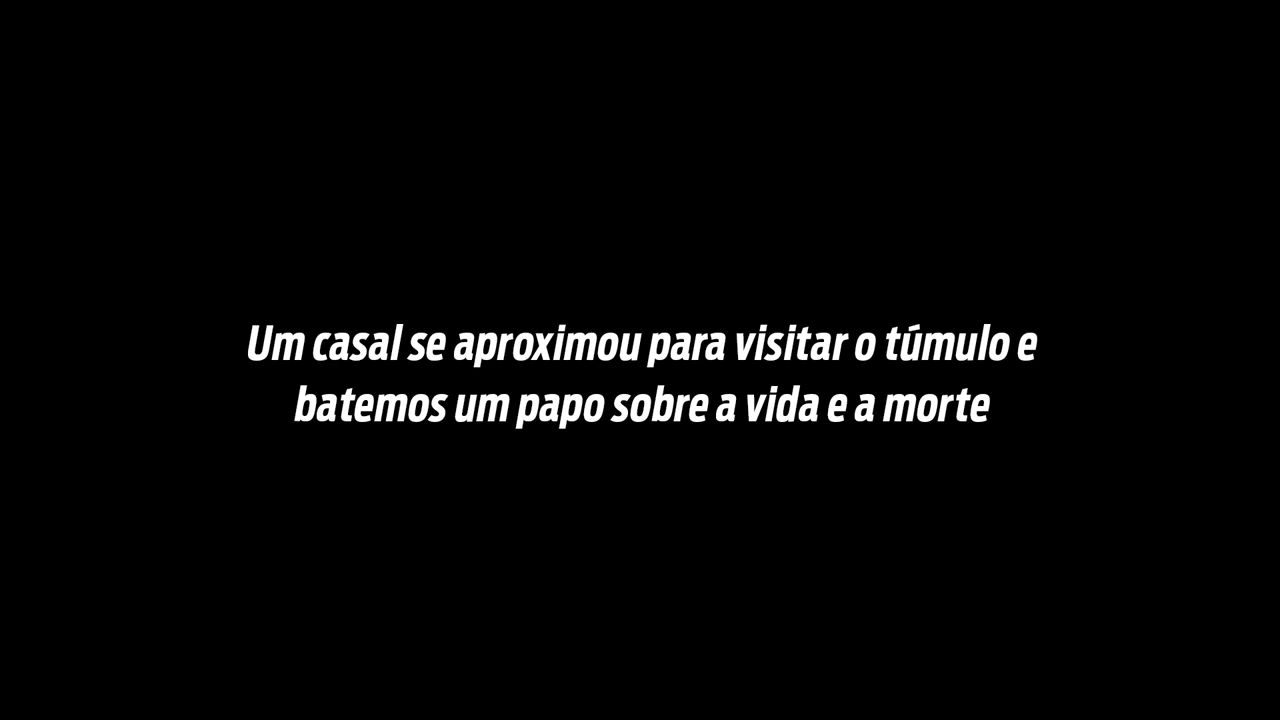 Um casal se aproximou para visitar o túmulo e
batemos um papo sobre a vida e a morte